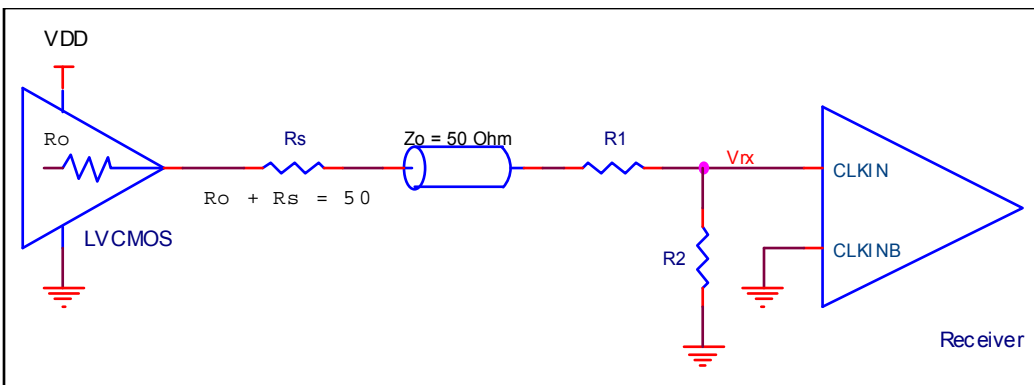 VDD
Ro
Rs
Zo = 50 Ohm
R1
Vrx
CLKIN
Ro + Rs = 50
LVCMOS
R2
CLKINB
Receiver